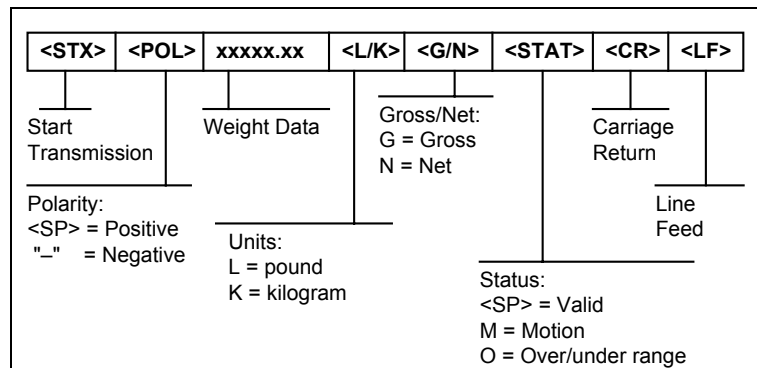 <STX> <POL> xxxxx.xx <L/K> <G/N> <STAT> <CR> <LF>
Start
Transmission
Weight Data
Gross/Net:
G = Gross
N = Net
Carriage
Return
Polarity:
<SP> = Positive
"–" = Negative
Units:
L = pound
K = kilogram
Line
Feed
Status:
<SP> = Valid
M = Motion
O = Over/under range